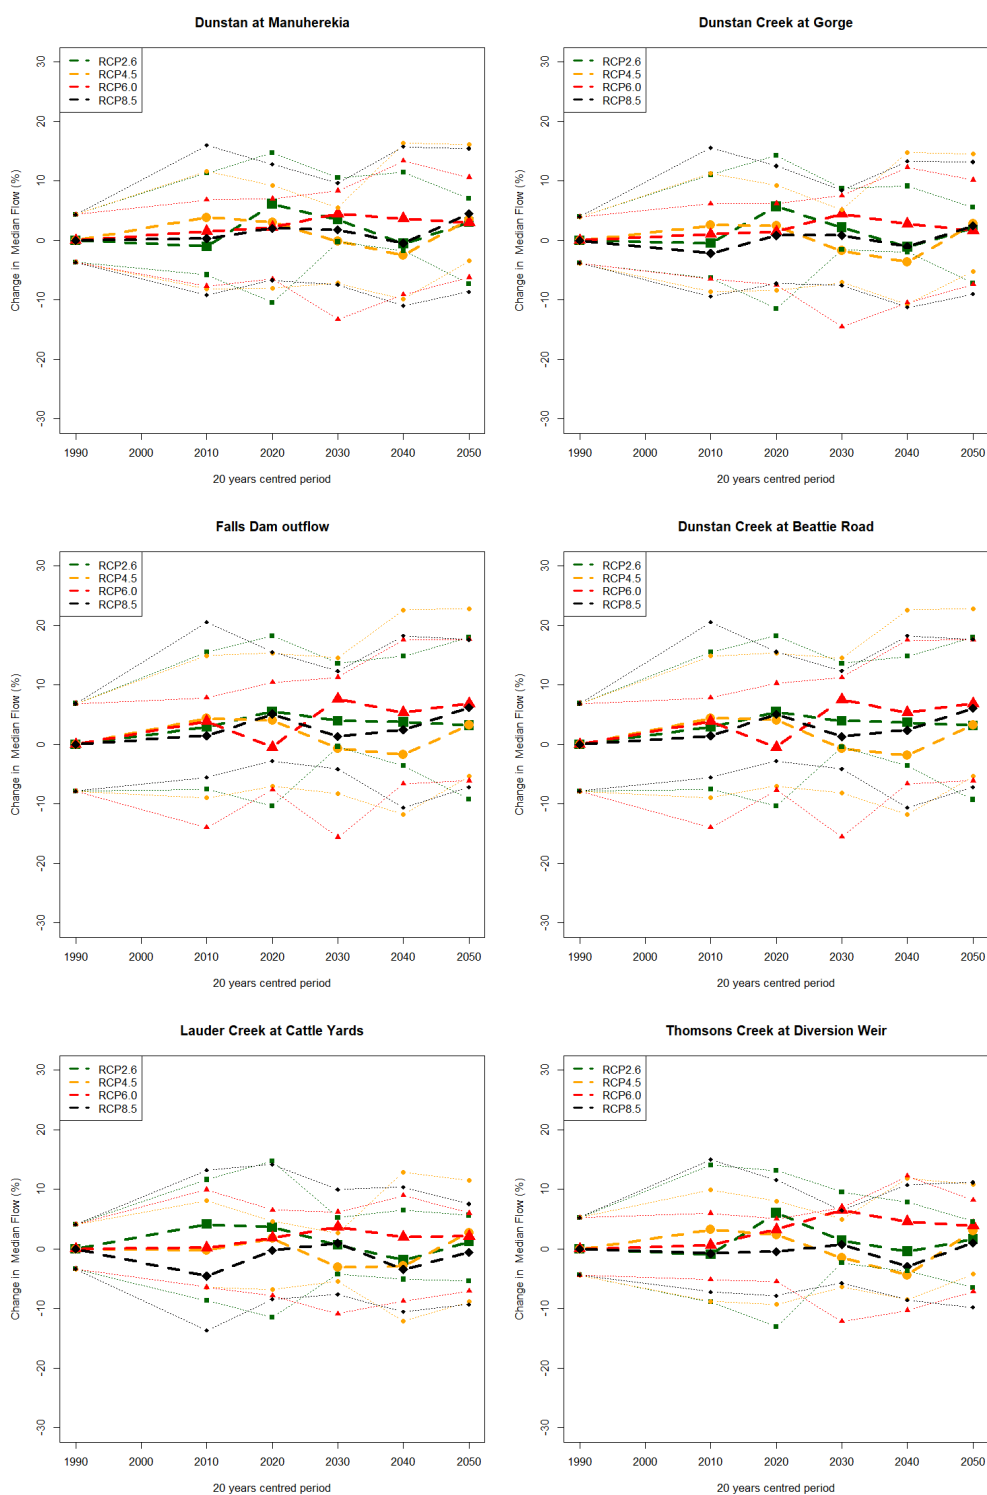 Dunstan at Manuherekia
Change in Median Flow (%)
30
20
10
0
-10
-20
-30
RCP2.6
RCP4.5
RCP6.0
RCP8.5
1990 2000 2010 2020 2030 2040 2050
20 years centred period
Dunstan Creek at Gorge
Change in Median Flow (%)
30
20
10
0
-10
-20
-30
RCP2.6
RCP4.5
RCP6.0
RCP8.5
1990 2000 2010 2020 2030 2040 2050
20 years centred period
Falls Dam outflow
Change in Median Flow (%)
30
20
10
0
-10
-20
-30
RCP2.6
RCP4.5
RCP6.0
RCP8.5
1990 2000 2010 2020 2030 2040 2050
20 years centred period
Dunstan Creek at Beattie Road
Change in Median Flow (%)
30
20
10
0
-10
-20
-30
RCP2.6
RCP4.5
RCP6.0
RCP8.5
1990 2000 2010 2020 2030 2040 2050
20 years centred period
Lauder Creek at Cattle Yards
Change in Median Flow (%)
30
20
10
0
-10
-20
-30
RCP2.6
RCP4.5
RCP6.0
RCP8.5
1990 2000 2010 2020 2030 2040 2050
20 years centred period
Thomsons Creek at Diversion Weir
Change in Median Flow (%)
30
20
10
0
-10
-20
-30
RCP2.6
RCP4.5
RCP6.0
RCP8.5
1990 2000 2010 2020 2030 2040 2050
20 years centred period